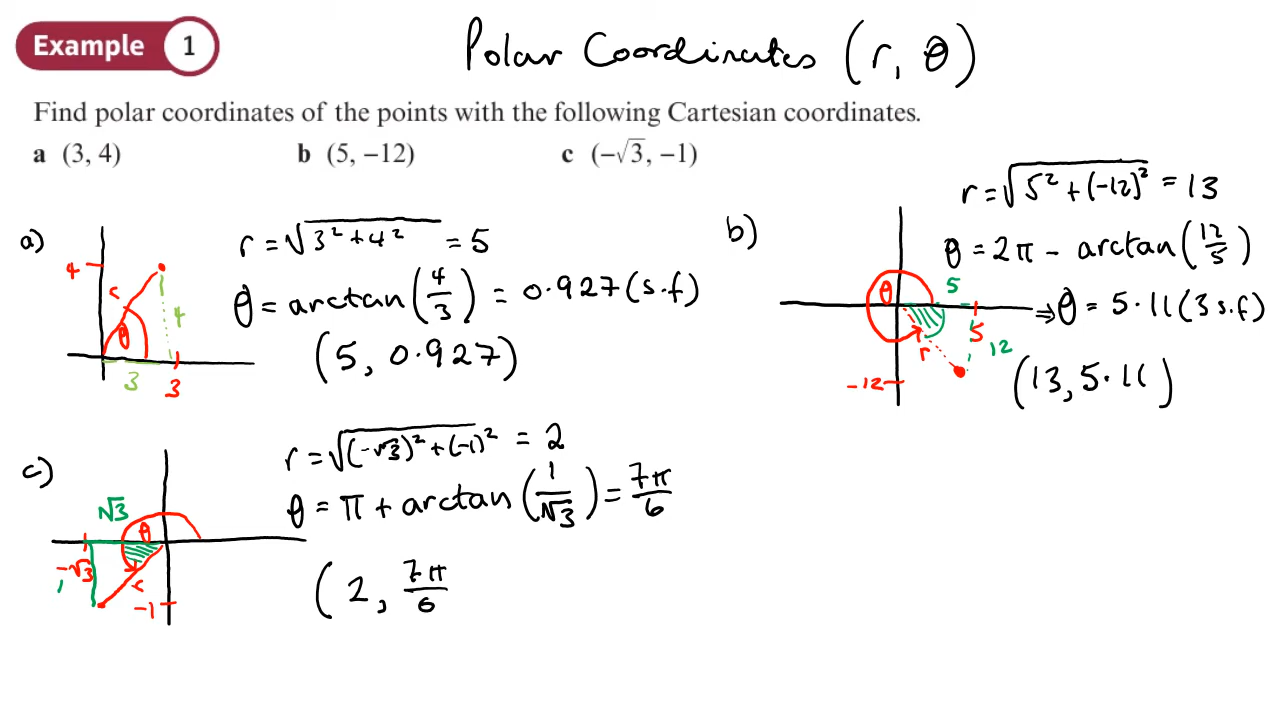 Example 1
Polar Coordinates (r, θ)
Find polar coordinates of the points with the following Cartesian coordinates.
a (3, 4) b (5, −12) c (−√3, −1)
a)
4
r
θ
4
3
3
r = √(3² + 4²) = 5
θ = arctan(4/3) = 0.927 (s.f)
(5, 0.927)
b)
r = √(5² + (-12)²) = 13
θ = 2π − arctan(12/5)
⇒ θ = 5.11 (3 s.f)
(13, 5.11)
θ
5
5
12
r
-12
c)
√3
θ
-√3
1
r
-1
r = √((-√3)² + (-1)²) = 2
θ = π + arctan(1/√3) = 7π/6
(2, 7π/6